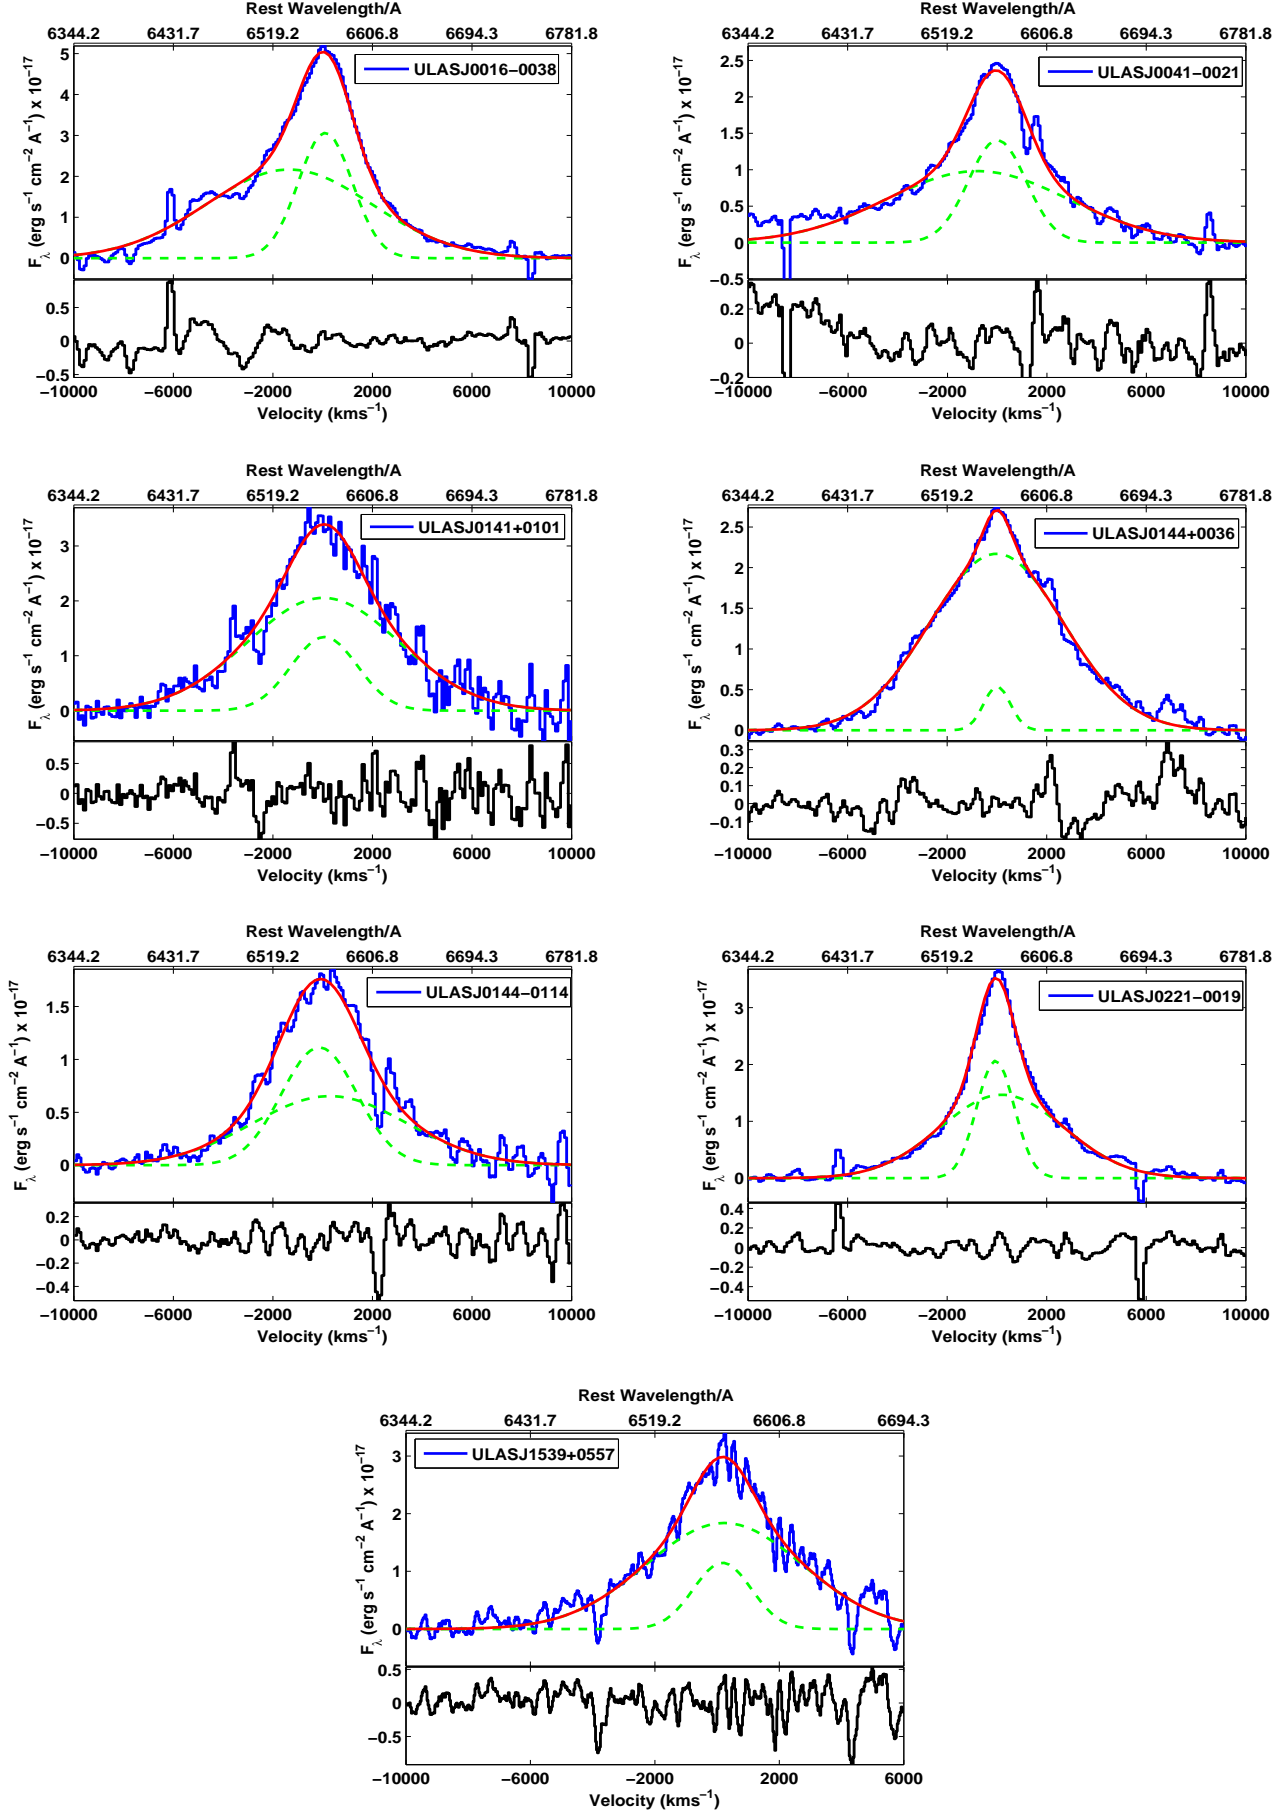 Rest Wavelength/A
6344.2 6431.7 6519.2 6606.8 6694.3 6781.8
F_λ (erg s⁻¹ cm⁻² A⁻¹) x 10⁻¹⁷
5
4
3
2
1
0
ULASJ0016−0038
0.5
0
−0.5
−10000 −6000 −2000 2000 6000 10000
Velocity (kms⁻¹)
Rest Wavelength/A
6344.2 6431.7 6519.2 6606.8 6694.3 6781.8
F_λ (erg s⁻¹ cm⁻² A⁻¹) x 10⁻¹⁷
2.5
2
1.5
1
0.5
0
−0.5
ULASJ0041−0021
0.2
0
−0.2
−10000 −6000 −2000 2000 6000 10000
Velocity (kms⁻¹)
Rest Wavelength/A
6344.2 6431.7 6519.2 6606.8 6694.3 6781.8
F_λ (erg s⁻¹ cm⁻² A⁻¹) x 10⁻¹⁷
3
2
1
0
ULASJ0141+0101
0.5
0
−0.5
−10000 −6000 −2000 2000 6000 10000
Velocity (kms⁻¹)
Rest Wavelength/A
6344.2 6431.7 6519.2 6606.8 6694.3 6781.8
F_λ (erg s⁻¹ cm⁻² A⁻¹) x 10⁻¹⁷
2.5
2
1.5
1
0.5
0
ULASJ0144+0036
0.3
0.2
0.1
0
−0.1
−10000 −6000 −2000 2000 6000 10000
Velocity (kms⁻¹)
Rest Wavelength/A
6344.2 6431.7 6519.2 6606.8 6694.3 6781.8
F_λ (erg s⁻¹ cm⁻² A⁻¹) x 10⁻¹⁷
1.5
1
0.5
0
ULASJ0144−0114
0.2
0
−0.2
−0.4
−10000 −6000 −2000 2000 6000 10000
Velocity (kms⁻¹)
Rest Wavelength/A
6344.2 6431.7 6519.2 6606.8 6694.3 6781.8
F_λ (erg s⁻¹ cm⁻² A⁻¹) x 10⁻¹⁷
3
2
1
0
ULASJ0221−0019
0.4
0.2
0
−0.2
−0.4
−10000 −6000 −2000 2000 6000 10000
Velocity (kms⁻¹)
Rest Wavelength/A
6344.2 6431.7 6519.2 6606.8 6694.3
F_λ (erg s⁻¹ cm⁻² A⁻¹) x 10⁻¹⁷
3
2
1
0
ULASJ1539+0557
0.5
0
−0.5
−10000 −6000 −2000 2000 6000
Velocity (kms⁻¹)